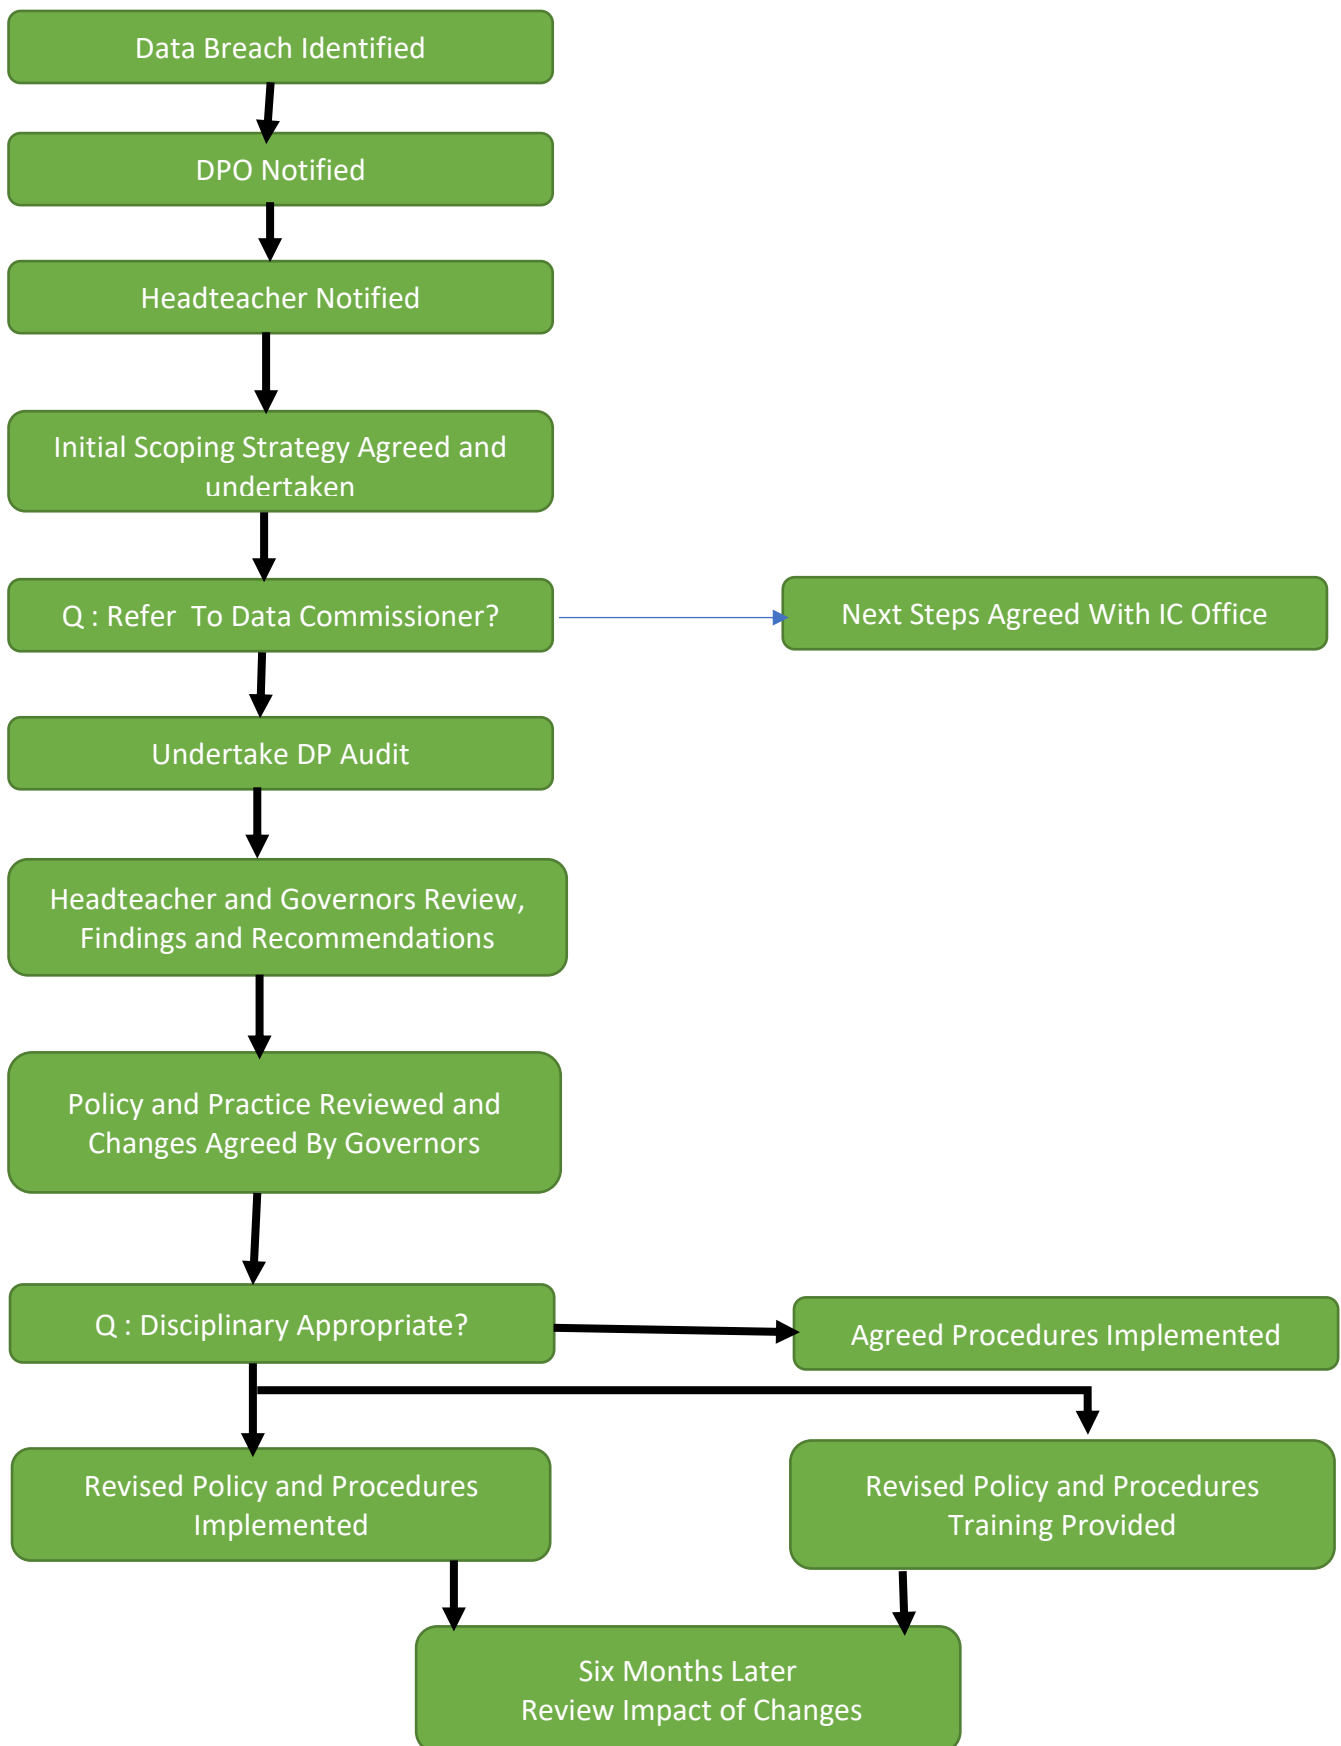 Data Breach Identified
DPO Notified
Headteacher Notified
Initial Scoping Strategy Agreed and
undertaken
Q : Refer  To Data Commissioner?
Next Steps Agreed With IC Office
Undertake DP Audit
Headteacher and Governors Review,
Findings and Recommendations
Policy and Practice Reviewed and
Changes Agreed By Governors
Q : Disciplinary Appropriate?
Agreed Procedures Implemented
Revised Policy and Procedures
Implemented
Revised Policy and Procedures
Training Provided
Six Months Later
Review Impact of Changes